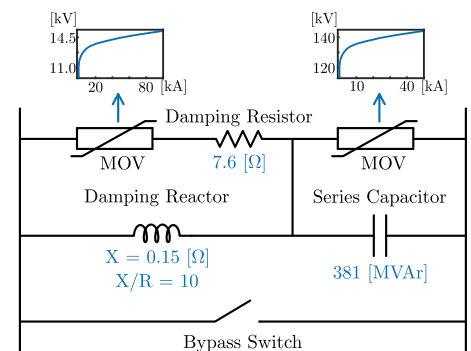 [kV]
14.5
11.0
20
80
[kA]
[kV]
140
120
10
40
[kA]
Damping Resistor
MOV
7.6 [Ω]
MOV
Damping Reactor
Series Capacitor
X = 0.15 [Ω]
X/R = 10
381 [MVAr]
Bypass Switch